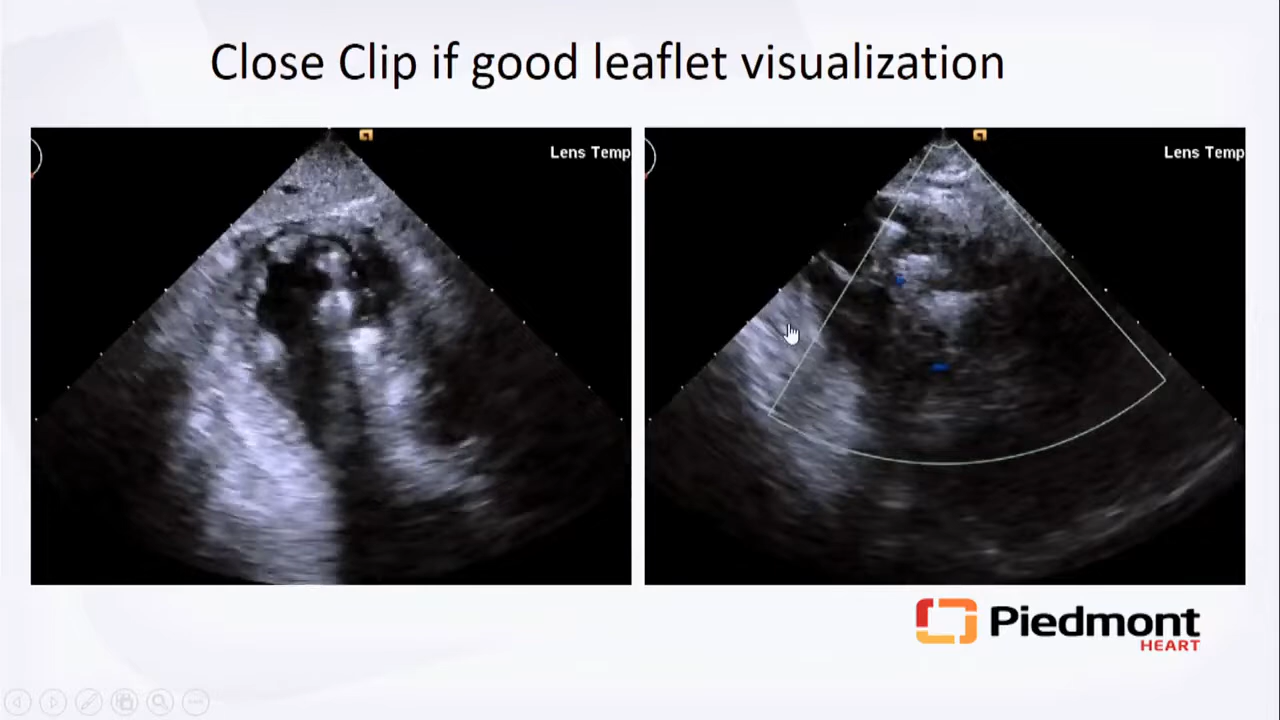 Close Clip if good leaflet visualization
Lens Temp
Lens Temp
Piedmont
HEART